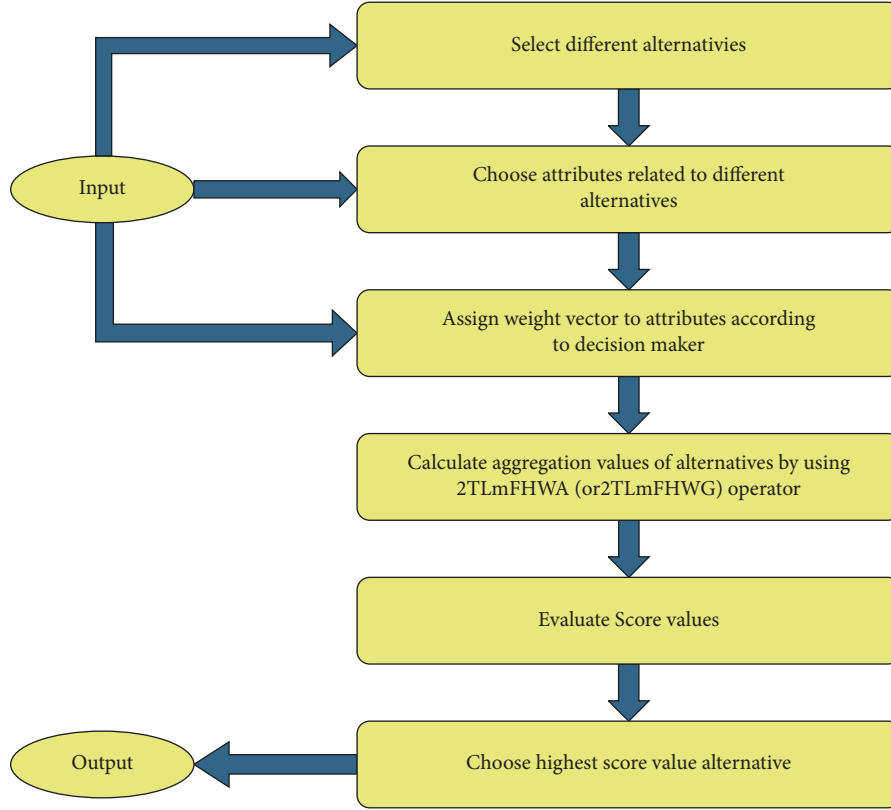 Select different alternativies
Choose attributes related to different
alternatives
Input
Assign weight vector to attributes according
to decision maker
Calculate aggregation values of alternatives by using
2TLmFHWA (or2TLmFHWG) operator
Evaluate Score values
Choose highest score value alternative
Output